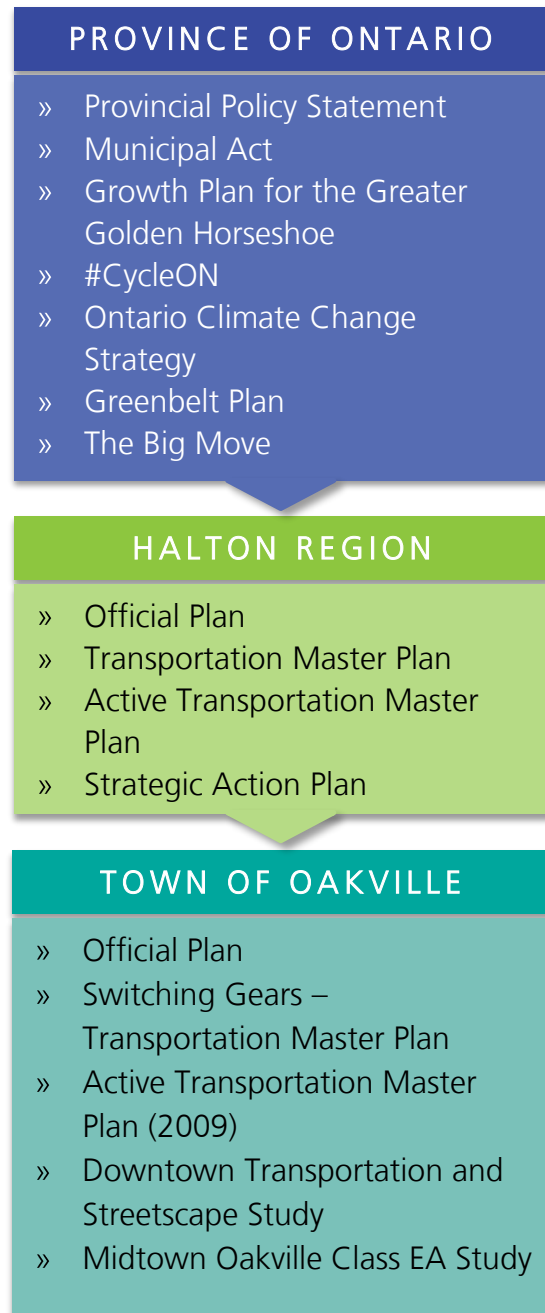 PROVINCE OF ONTARIO
» Provincial Policy Statement
» Municipal Act
» Growth Plan for the Greater
Golden Horseshoe
» #CycleON
» Ontario Climate Change
Strategy
» Greenbelt Plan
» The Big Move
HALTON REGION
» Official Plan
» Transportation Master Plan
» Active Transportation Master
Plan
» Strategic Action Plan
TOWN OF OAKVILLE
» Official Plan
» Switching Gears –
Transportation Master Plan
» Active Transportation Master
Plan (2009)
» Downtown Transportation and
Streetscape Study
» Midtown Oakville Class EA Study